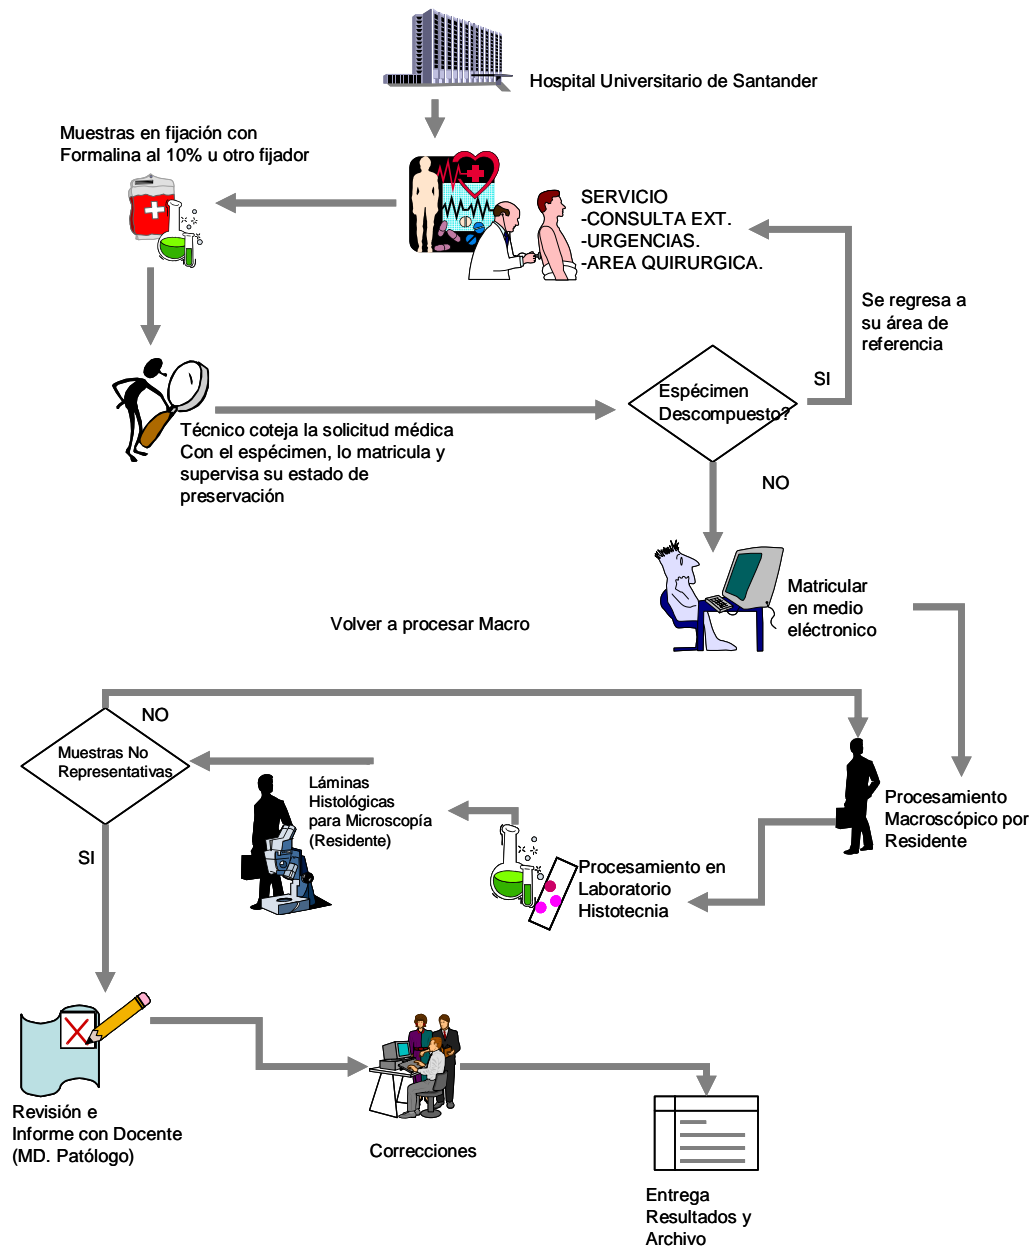 Hospital Universitario de Santander
Muestras en fijación con
Formalina al 10% u otro fijador
SERVICIO
-CONSULTA EXT.
-URGENCIAS.
-AREA QUIRURGICA.
Se regresa a
su área de
referencia
Espécimen
Descompuesto?
SI
Técnico coteja la solicitud médica
Con el espécimen, lo matricula y
supervisa su estado de
preservación
NO
Matricular
en medio
eléctronico
Volver a procesar Macro
NO
Muestras No
Representativas
Láminas
Histológicas
para Microscopía
(Residente)
Procesamiento
Macroscópico por
Residente
SI
Procesamiento en
Laboratorio
Histotecnia
Revisión e
Informe con Docente
(MD. Patólogo)
Correcciones
Entrega
Resultados y
Archivo